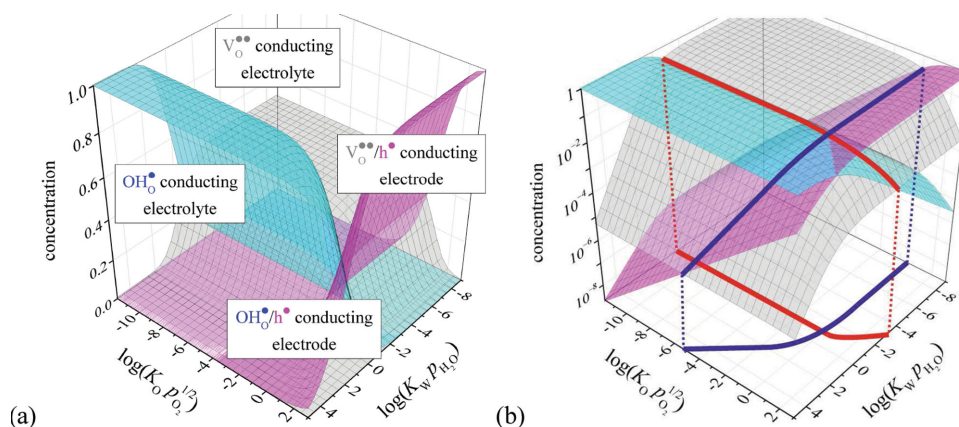 V_O^•• conducting
electrolyte
V_O^••/h^• conducting
electrode
OH_O^• conducting
electrolyte
OH_O^•/h^• conducting
electrode
concentration
1.0
0.8
0.6
0.4
0.2
0.0
-10
-8
-6
-4
-2
0
2
log(K_O p_O₂^1/2)
4
2
0
-2
-4
-6
-8
log(K_W p_H₂O)
(a)
concentration
1
10^-2
10^-4
10^-6
10^-8
-10
-8
-6
-4
-2
0
2
log(K_O p_O₂^1/2)
4
2
0
-2
-4
-6
-8
log(K_W p_H₂O)
(b)